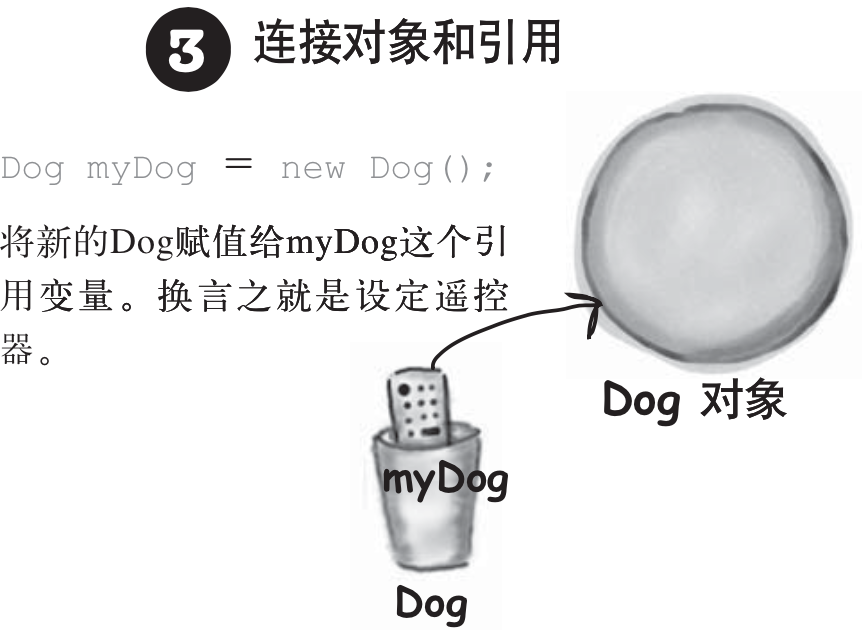 3 连接对象和引用
Dog myDog = new Dog();
将新的Dog赋值给myDog这个引
用变量。换言之就是设定遥控
器。
Dog 对象
myDog
Dog